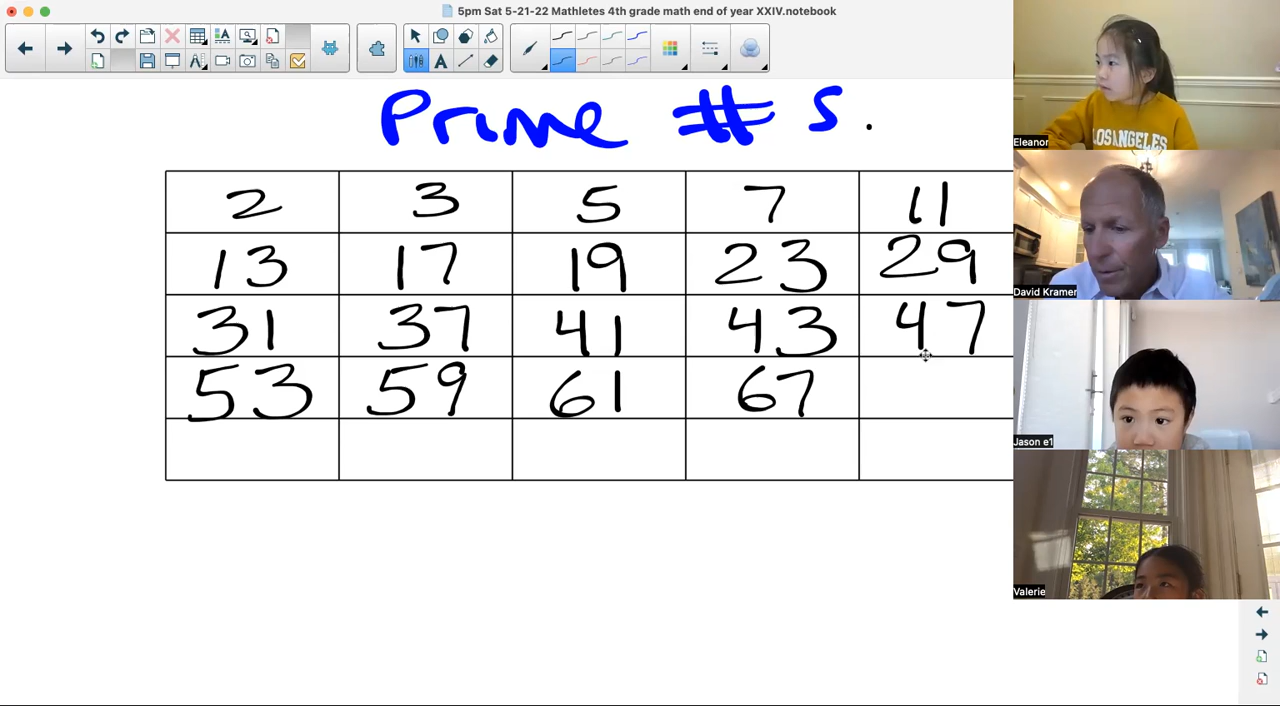 5pm Sat 5-21-22 Mathletes 4th grade math end of year XXIV.notebook
Prime # s .
2 3 5 7 11
13 17 19 23 29
31 37 41 43 47
53 59 61 67
LOS ANGELES
Eleanor
David Kramer
Jason e1
Valerie